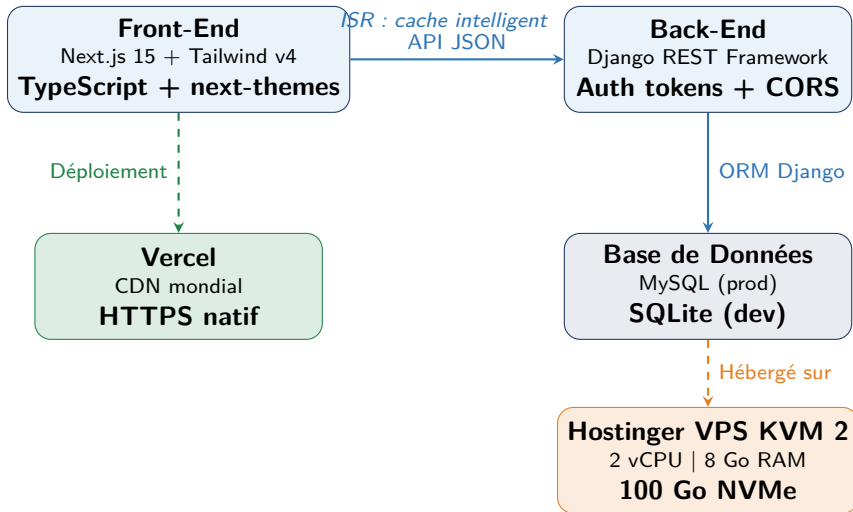 Front-End
Next.js 15 + Tailwind v4
TypeScript + next-themes
ISR : cache intelligent
API JSON
Back-End
Django REST Framework
Auth tokens + CORS
Déploiement
ORM Django
Vercel
CDN mondial
HTTPS natif
Base de Données
MySQL (prod)
SQLite (dev)
Hébergé sur
Hostinger VPS KVM 2
2 vCPU | 8 Go RAM
100 Go NVMe